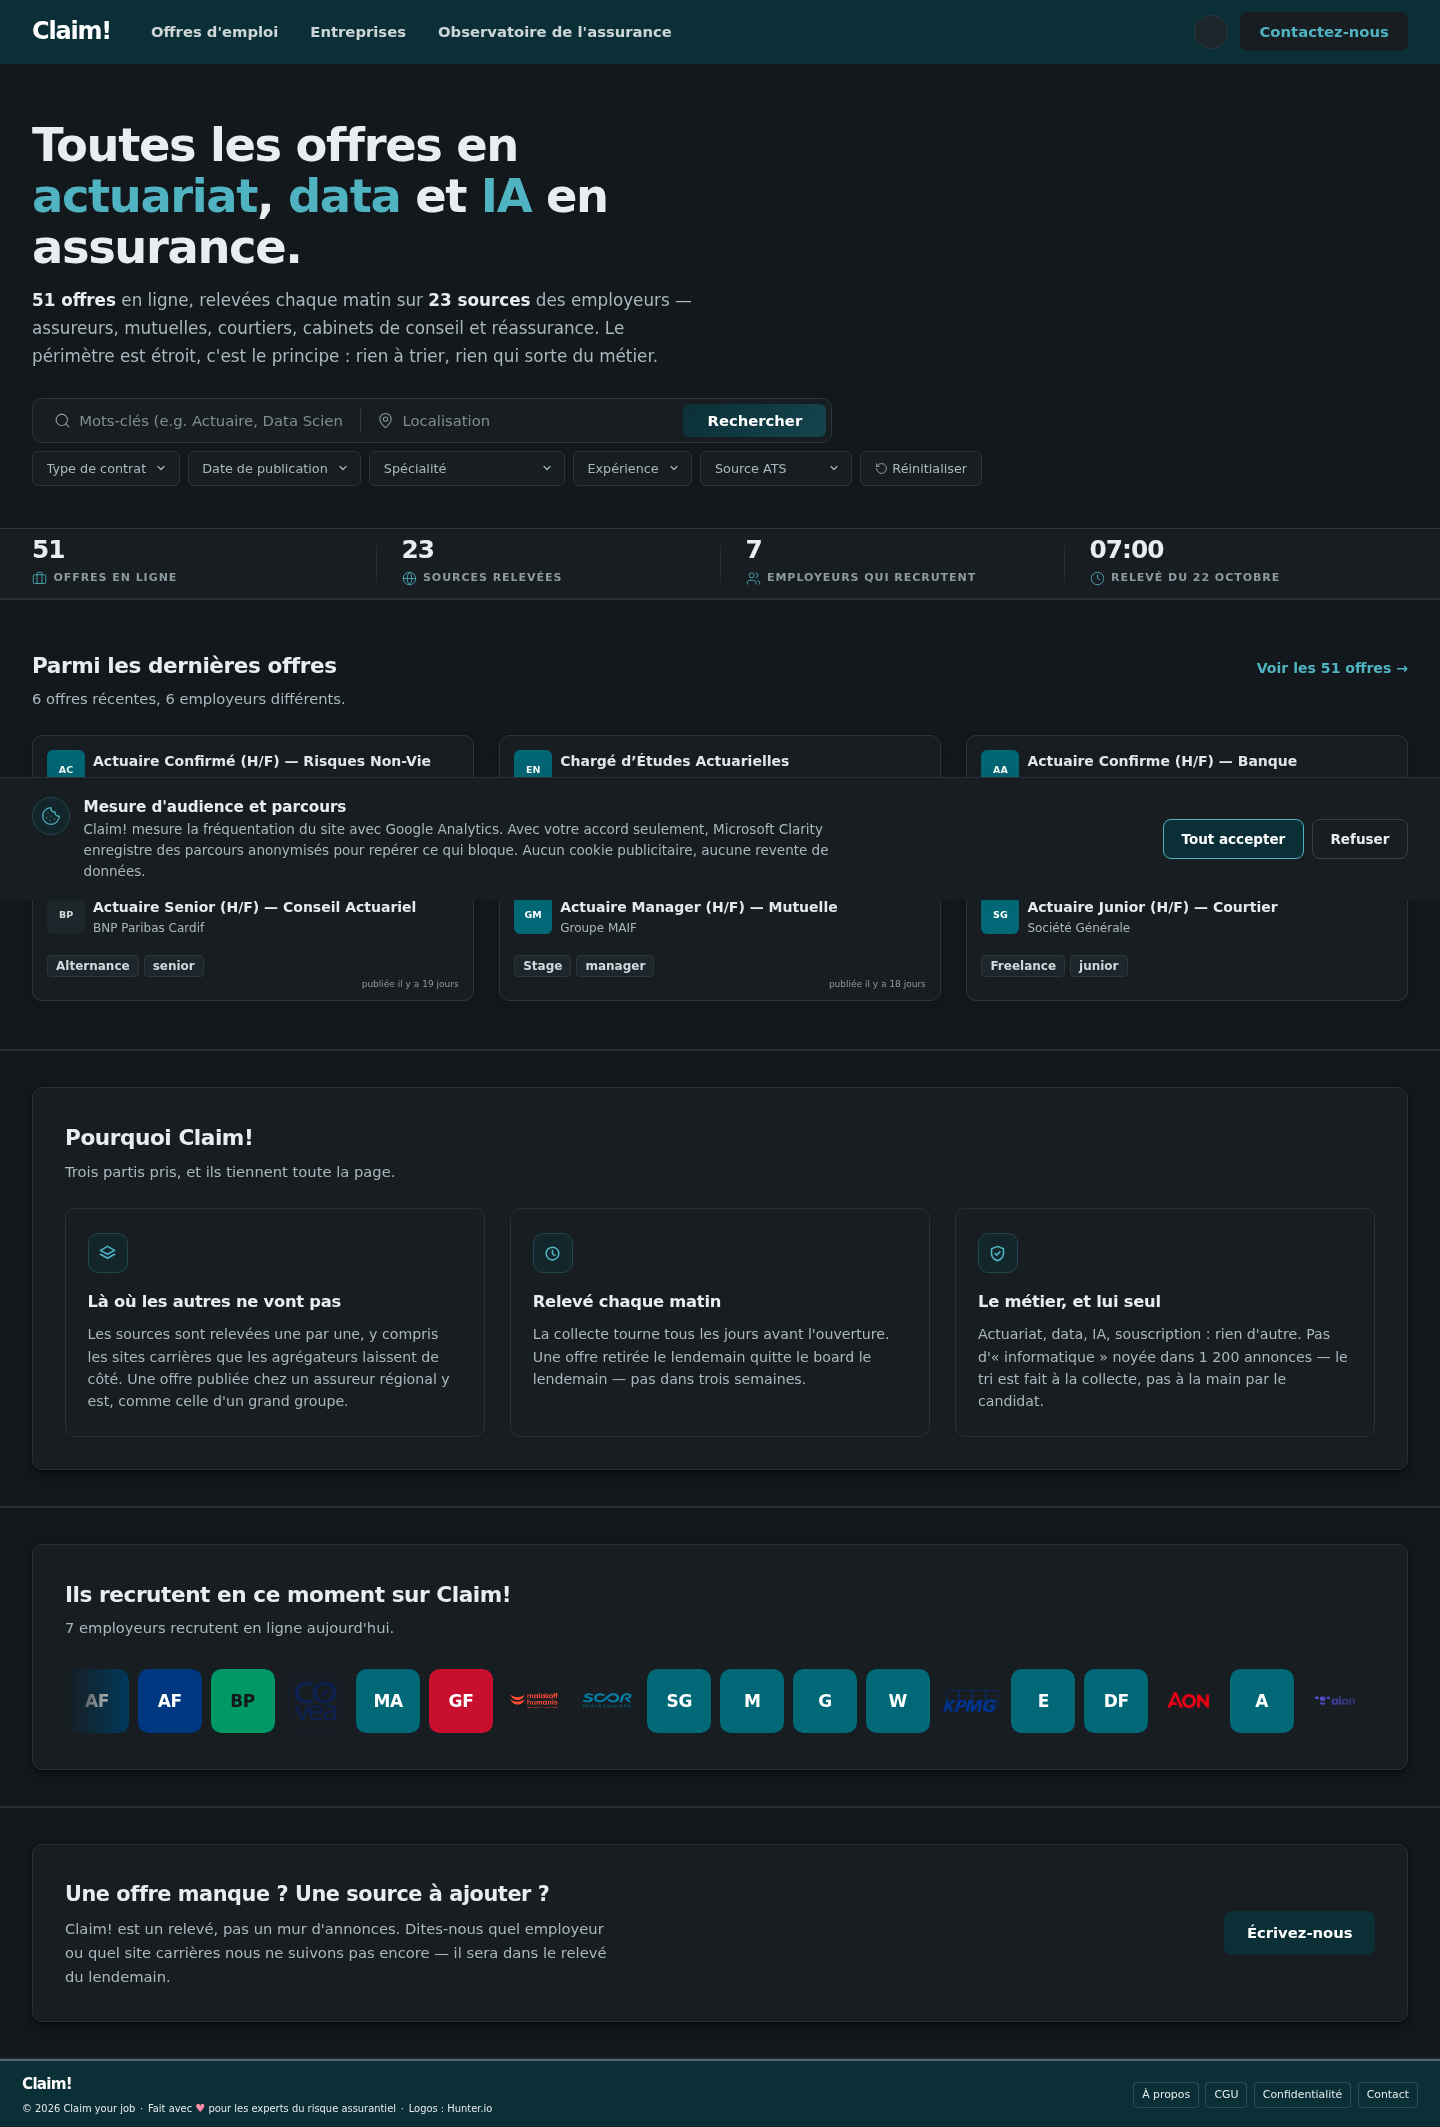 Claim!
Offres d'emploi
Entreprises
Observatoire de l'assurance
Contactez-nous
Toutes les offres en
actuariat, data et IA en
assurance.
51 offres en ligne, relevées chaque matin sur 23 sources des employeurs —
assureurs, mutuelles, courtiers, cabinets de conseil et réassurance. Le
périmètre est étroit, c'est le principe : rien à trier, rien qui sorte du métier.
Mots-clés (e.g. Actuaire, Data Scien
Localisation
Rechercher
Type de contrat
Date de publication
Spécialité
Expérience
Source ATS
Réinitialiser
51
OFFRES EN LIGNE
23
SOURCES RELEVÉES
7
EMPLOYEURS QUI RECRUTENT
07:00
RELEVÉ DU 22 OCTOBRE
Parmi les dernières offres
Voir les 51 offres →
6 offres récentes, 6 employeurs différents.
AC
Actuaire Confirmé (H/F) — Risques Non-Vie
EN
Chargé d’Études Actuarielles
AA
Actuaire Confirme (H/F) — Banque
Mesure d'audience et parcours
Claim! mesure la fréquentation du site avec Google Analytics. Avec votre accord seulement, Microsoft Clarity
enregistre des parcours anonymisés pour repérer ce qui bloque. Aucun cookie publicitaire, aucune revente de
données.
Tout accepter
Refuser
BP
Actuaire Senior (H/F) — Conseil Actuariel
BNP Paribas Cardif
Alternance
senior
publiée il y a 19 jours
GM
Actuaire Manager (H/F) — Mutuelle
Groupe MAIF
Stage
manager
publiée il y a 18 jours
SG
Actuaire Junior (H/F) — Courtier
Société Générale
Freelance
junior
Pourquoi Claim!
Trois partis pris, et ils tiennent toute la page.
Là où les autres ne vont pas
Les sources sont relevées une par une, y compris
les sites carrières que les agrégateurs laissent de
côté. Une offre publiée chez un assureur régional y
est, comme celle d'un grand groupe.
Relevé chaque matin
La collecte tourne tous les jours avant l'ouverture.
Une offre retirée le lendemain quitte le board le
lendemain — pas dans trois semaines.
Le métier, et lui seul
Actuariat, data, IA, souscription : rien d'autre. Pas
d'« informatique » noyée dans 1 200 annonces — le
tri est fait à la collecte, pas à la main par le
candidat.
Ils recrutent en ce moment sur Claim!
7 employeurs recrutent en ligne aujourd'hui.
AF
AF
BP
covea
MA
GF
malakoff
humanis
SCOR
SG
M
G
W
KPMG
E
DF
AON
A
alan
Une offre manque ? Une source à ajouter ?
Claim! est un relevé, pas un mur d'annonces. Dites-nous quel employeur
ou quel site carrières nous ne suivons pas encore — il sera dans le relevé
du lendemain.
Écrivez-nous
Claim!
© 2026 Claim your job · Fait avec ♥ pour les experts du risque assurantiel · Logos : Hunter.io
À propos
CGU
Confidentialité
Contact